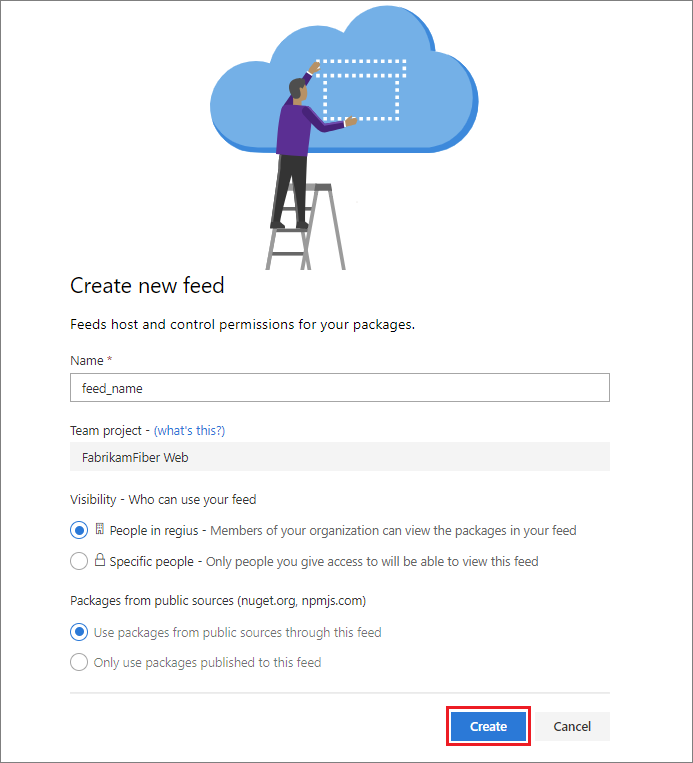 Create new feed
Feeds host and control permissions for your packages.
Name *
feed_name
Team project - (what's this?)
FabrikamFiber Web
Visibility - Who can use your feed
People in regius - Members of your organization can view the packages in your feed
Specific people - Only people you give access to will be able to view this feed
Packages from public sources (nuget.org, npmjs.com)
Use packages from public sources through this feed
Only use packages published to this feed
Create Cancel